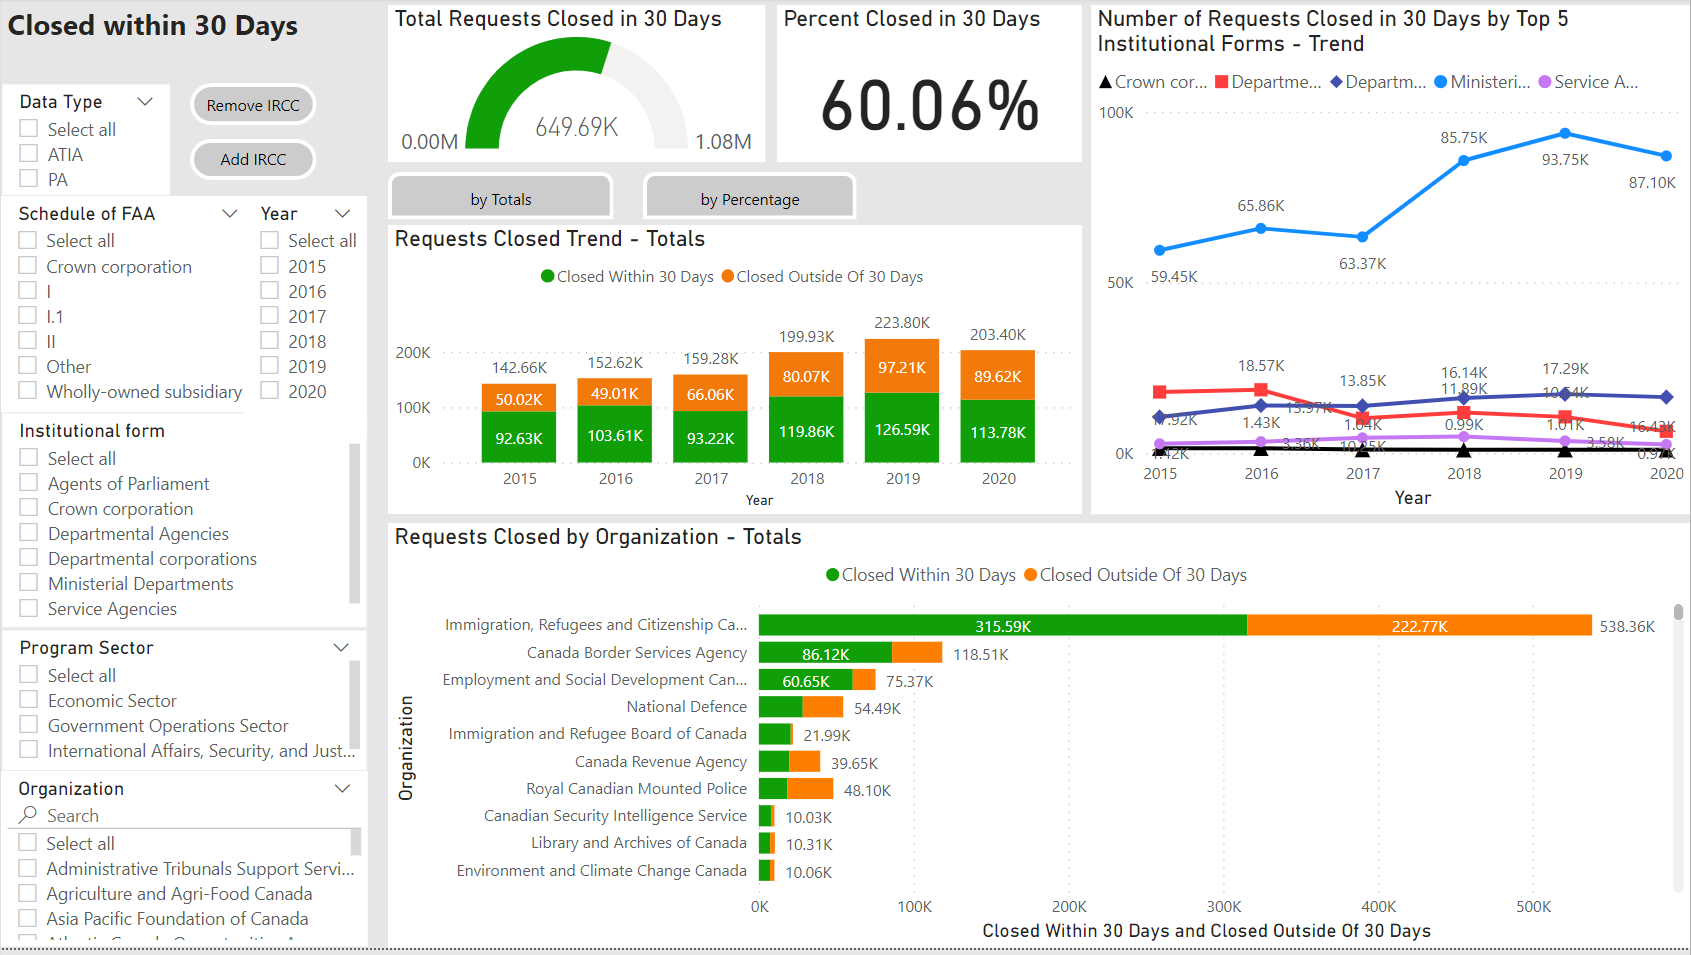 Closed within 30 Days
Data Type
Select all
ATIA
PA
Remove IRCC
Add IRCC
Schedule of FAA
Select all
Crown corporation
I
I.1
II
Other
Wholly-owned subsidiary
Year
Select all
2015
2016
2017
2018
2019
2020
Institutional form
Select all
Agents of Parliament
Crown corporation
Departmental Agencies
Departmental corporations
Ministerial Departments
Service Agencies
Program Sector
Select all
Economic Sector
Government Operations Sector
International Affairs, Security, and Just...
Organization
Search
Select all
Administrative Tribunals Support Servi...
Agriculture and Agri-Food Canada
Asia Pacific Foundation of Canada
Total Requests Closed in 30 Days
649.69K
0.00M
1.08M
Percent Closed in 30 Days
60.06%
by Totals
by Percentage
Requests Closed Trend - Totals
Closed Within 30 Days
Closed Outside Of 30 Days
200K
100K
0K
142.66K
50.02K
92.63K
152.62K
49.01K
103.61K
159.28K
66.06K
93.22K
199.93K
80.07K
119.86K
223.80K
97.21K
126.59K
203.40K
89.62K
113.78K
2015 2016 2017 2018 2019 2020
Year
Number of Requests Closed in 30 Days by Top 5
Institutional Forms - Trend
Crown cor... Departme... Departm... Ministeri... Service A...
100K
50K
0K
59.45K
65.86K
63.37K
85.75K
93.75K
87.10K
18.57K
13.85K
16.14K
17.29K
11.89K
10.54K
13.97K
1.43K
1.04K
0.99K
1.01K
16.43K
3.36K
10.25K
3.58K
0.97K
1.42K
2015 2016 2017 2018 2019 2020
Year
Requests Closed by Organization - Totals
Closed Within 30 Days
Closed Outside Of 30 Days
Organization
Immigration, Refugees and Citizenship Ca... 315.59K 222.77K 538.36K
Canada Border Services Agency 86.12K 118.51K
Employment and Social Development Can... 60.65K 75.37K
National Defence 54.49K
Immigration and Refugee Board of Canada 21.99K
Canada Revenue Agency 39.65K
Royal Canadian Mounted Police 48.10K
Canadian Security Intelligence Service 10.03K
Library and Archives of Canada 10.31K
Environment and Climate Change Canada 10.06K
0K 100K 200K 300K 400K 500K
Closed Within 30 Days and Closed Outside Of 30 Days